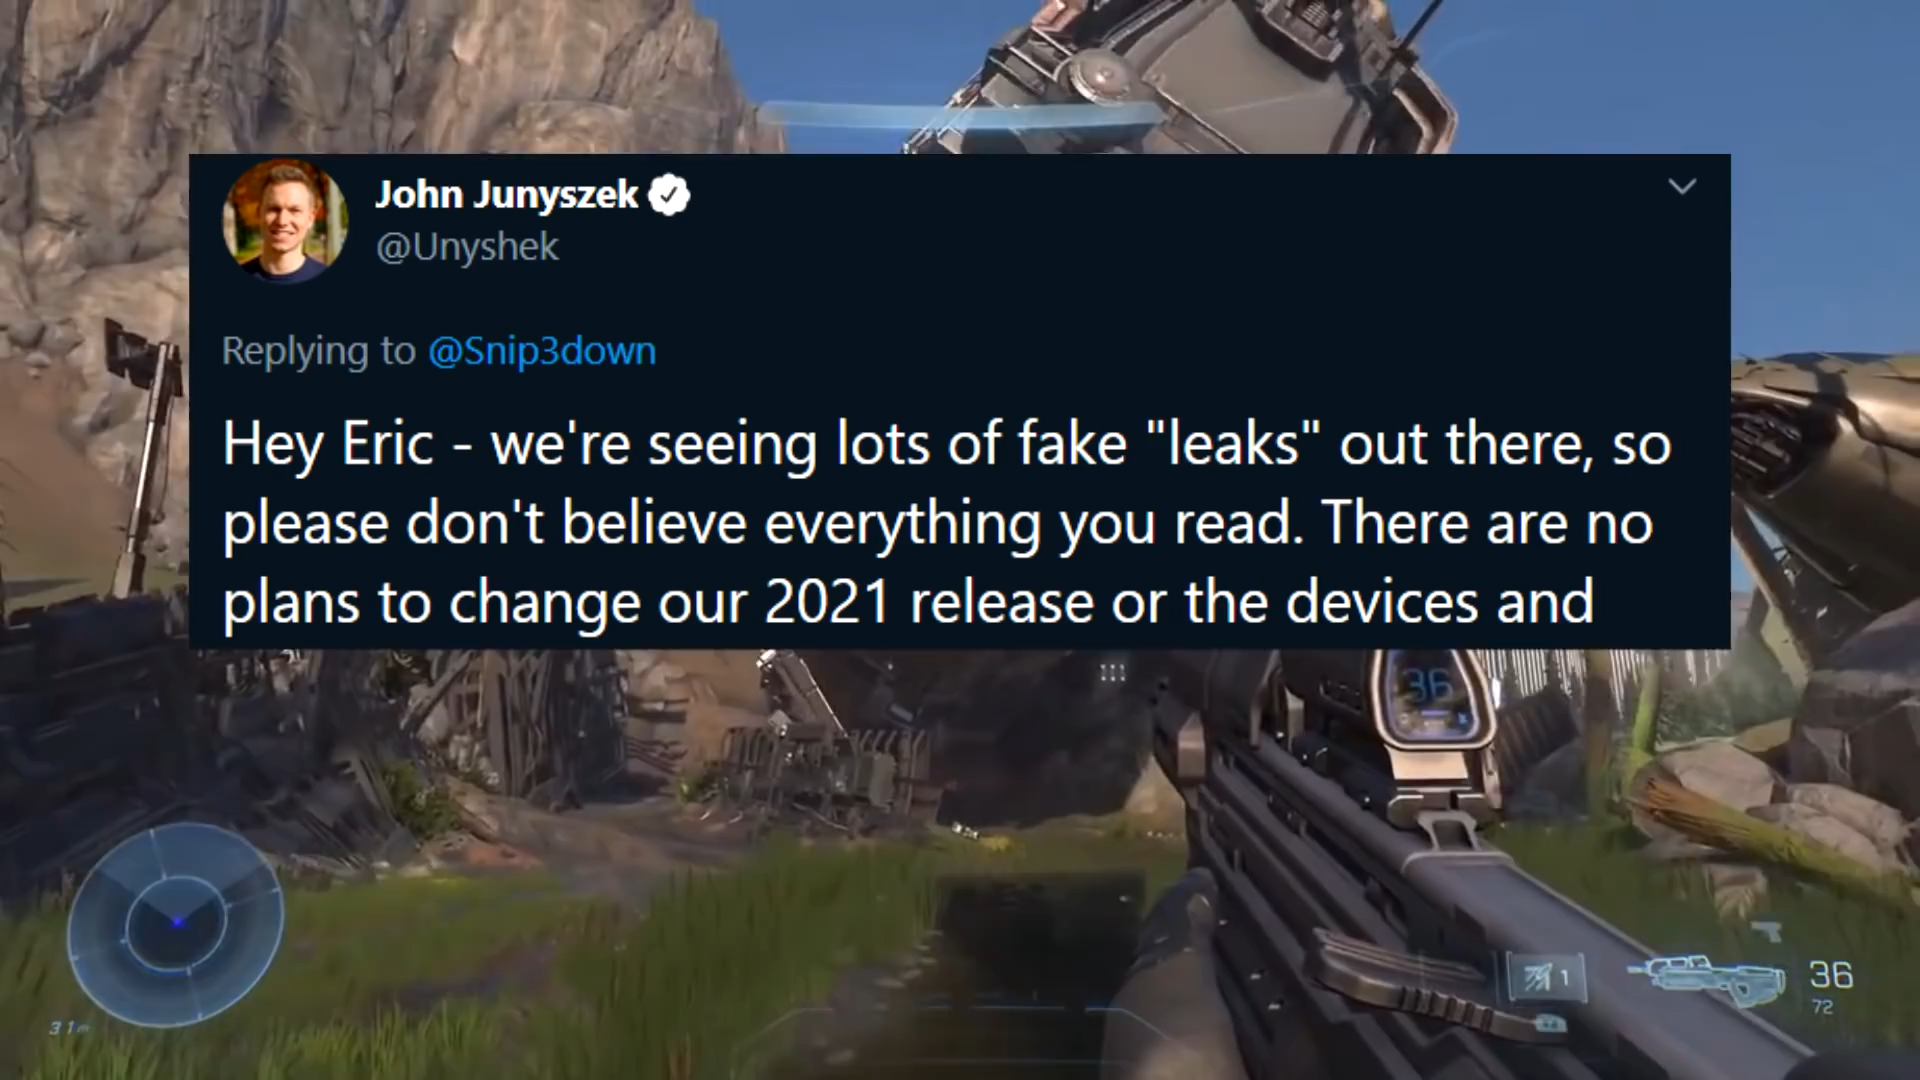 John Junyszek
@Unyshek
Replying to @Snip3down
Hey Eric - we're seeing lots of fake "leaks" out there, so
please don't believe everything you read. There are no
plans to change our 2021 release or the devices and
36
31m
1
36
72